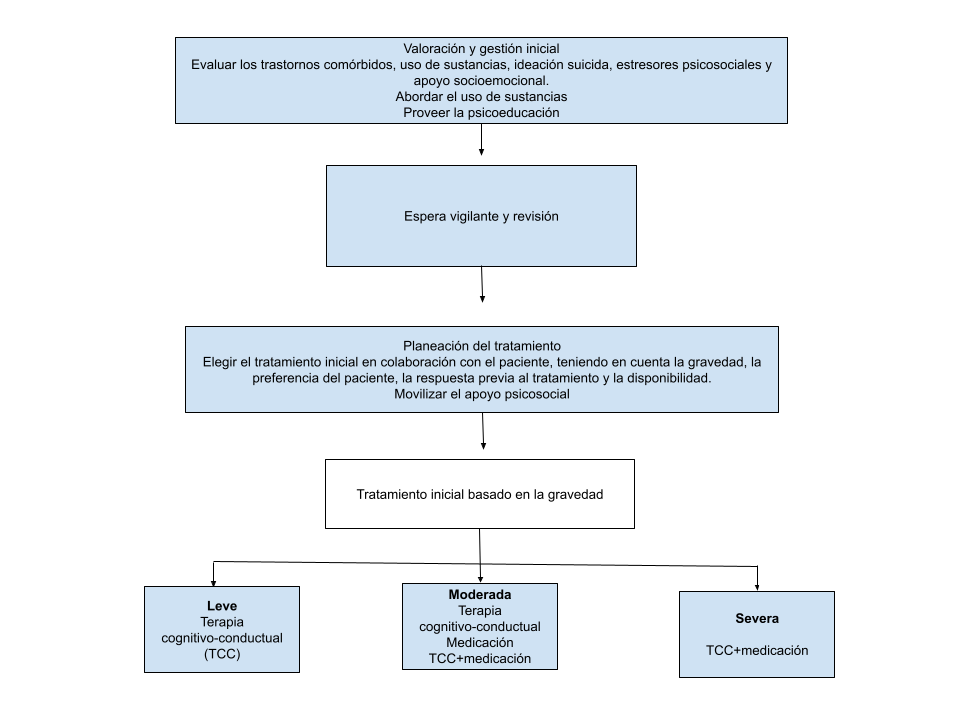 Valoración y gestión inicial
Evaluar los trastornos comórbidos, uso de sustancias, ideación suicida, estresores psicosociales y
apoyo socioemocional.
Abordar el uso de sustancias
Proveer la psicoeducación
Espera vigilante y revisión
Planeación del tratamiento
Elegir el tratamiento inicial en colaboración con el paciente, teniendo en cuenta la gravedad, la
preferencia del paciente, la respuesta previa al tratamiento y la disponibilidad.
Movilizar el apoyo psicosocial
Tratamiento inicial basado en la gravedad
Leve
Terapia
cognitivo-conductual
(TCC)
Moderada
Terapia
cognitivo-conductual
Medicación
TCC+medicación
Severa
TCC+medicación